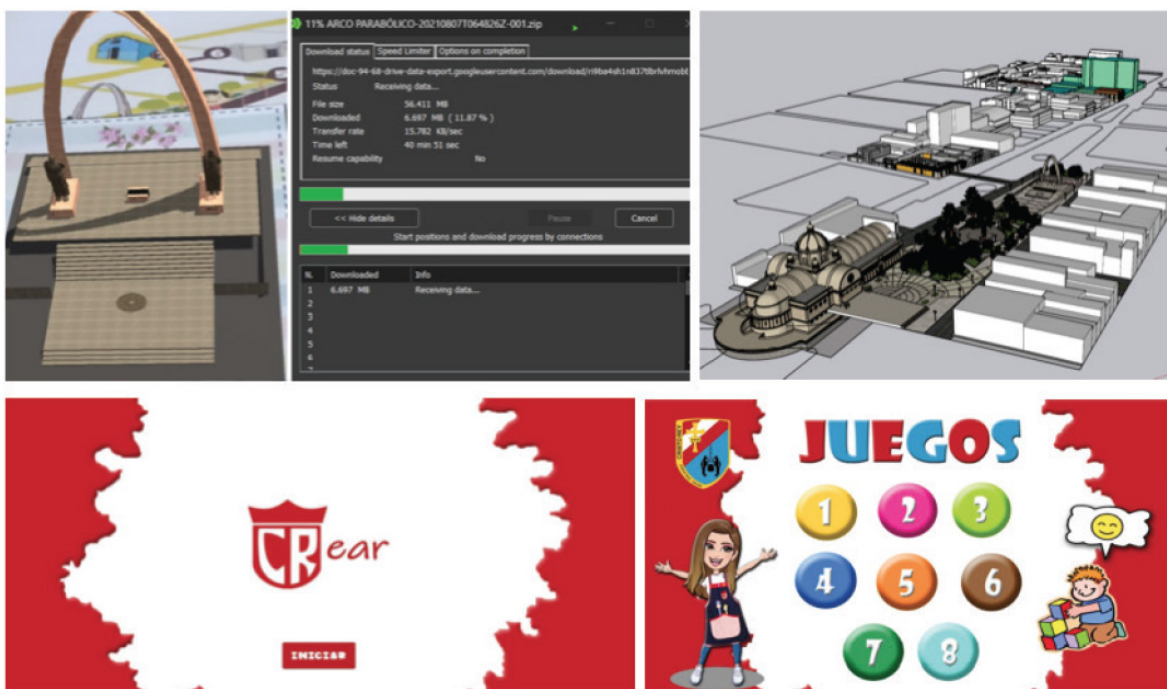 11% ARCO PARABÓLICO-20210807T064826Z-001.zip
Download status Speed Limiter Options on completion
Status Receiving data...
File size 56.411 MB
Downloaded 6.697 MB ( 11.87 % )
Transfer rate 15.782 KB/sec
Time left 40 min 51 sec
Resume capability No
<< Hide details Pause Cancel
Start positions and download progress by connections
N. Downloaded Info
1 6.697 MB Receiving data...
2
3
4
5
6
CRear
INICIAR
JUEGOS
1 2 3
4 5 6
7 8